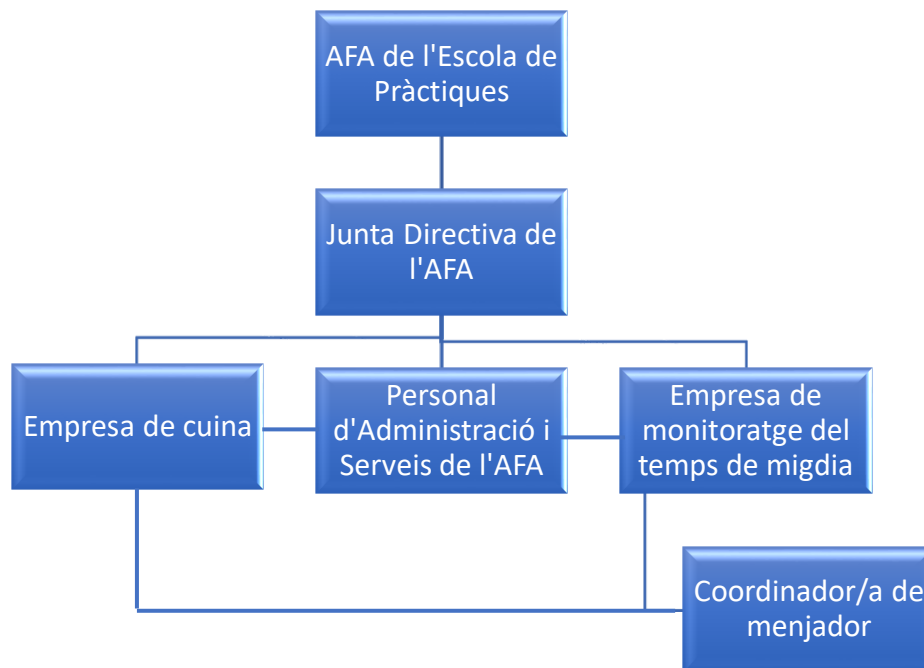 AFA de l'Escola de
Pràctiques
Junta Directiva de
l'AFA
Empresa de cuina
Personal
d'Administració i
Serveis de l'AFA
Empresa de
monitoratge del
temps de migdia
Coordinador/a de
menjador